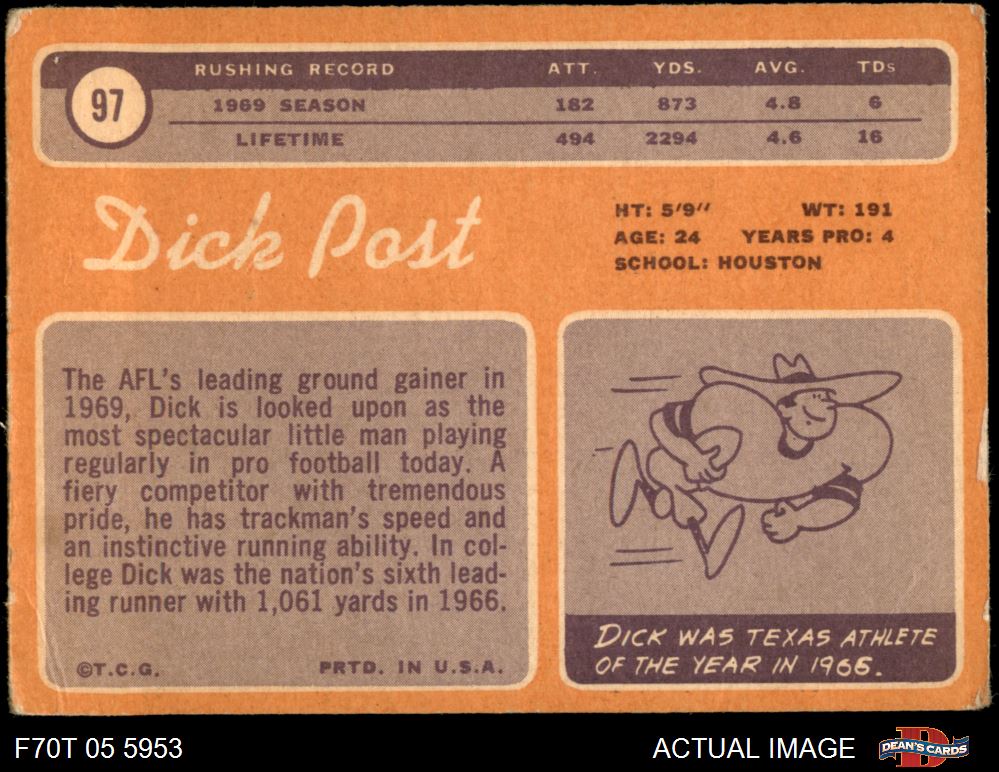 97
RUSHING RECORD ATT. YDS. AVG. TDs
1969 SEASON 182 873 4.8 6
LIFETIME 494 2294 4.6 16
Dick Post
HT: 5'9" WT: 191
AGE: 24 YEARS PRO: 4
SCHOOL: HOUSTON
The AFL's leading ground gainer in
1969, Dick is looked upon as the
most spectacular little man playing
regularly in pro football today. A
fiery competitor with tremendous
pride, he has trackman's speed and
an instinctive running ability. In col-
lege Dick was the nation's sixth lead-
ing runner with 1,061 yards in 1966.
©T.C.G. PRTD. IN U.S.A.
DICK WAS TEXAS ATHLETE
OF THE YEAR IN 1966.
F70T 05 5953
ACTUAL IMAGE
D
DEAN'S CARDS